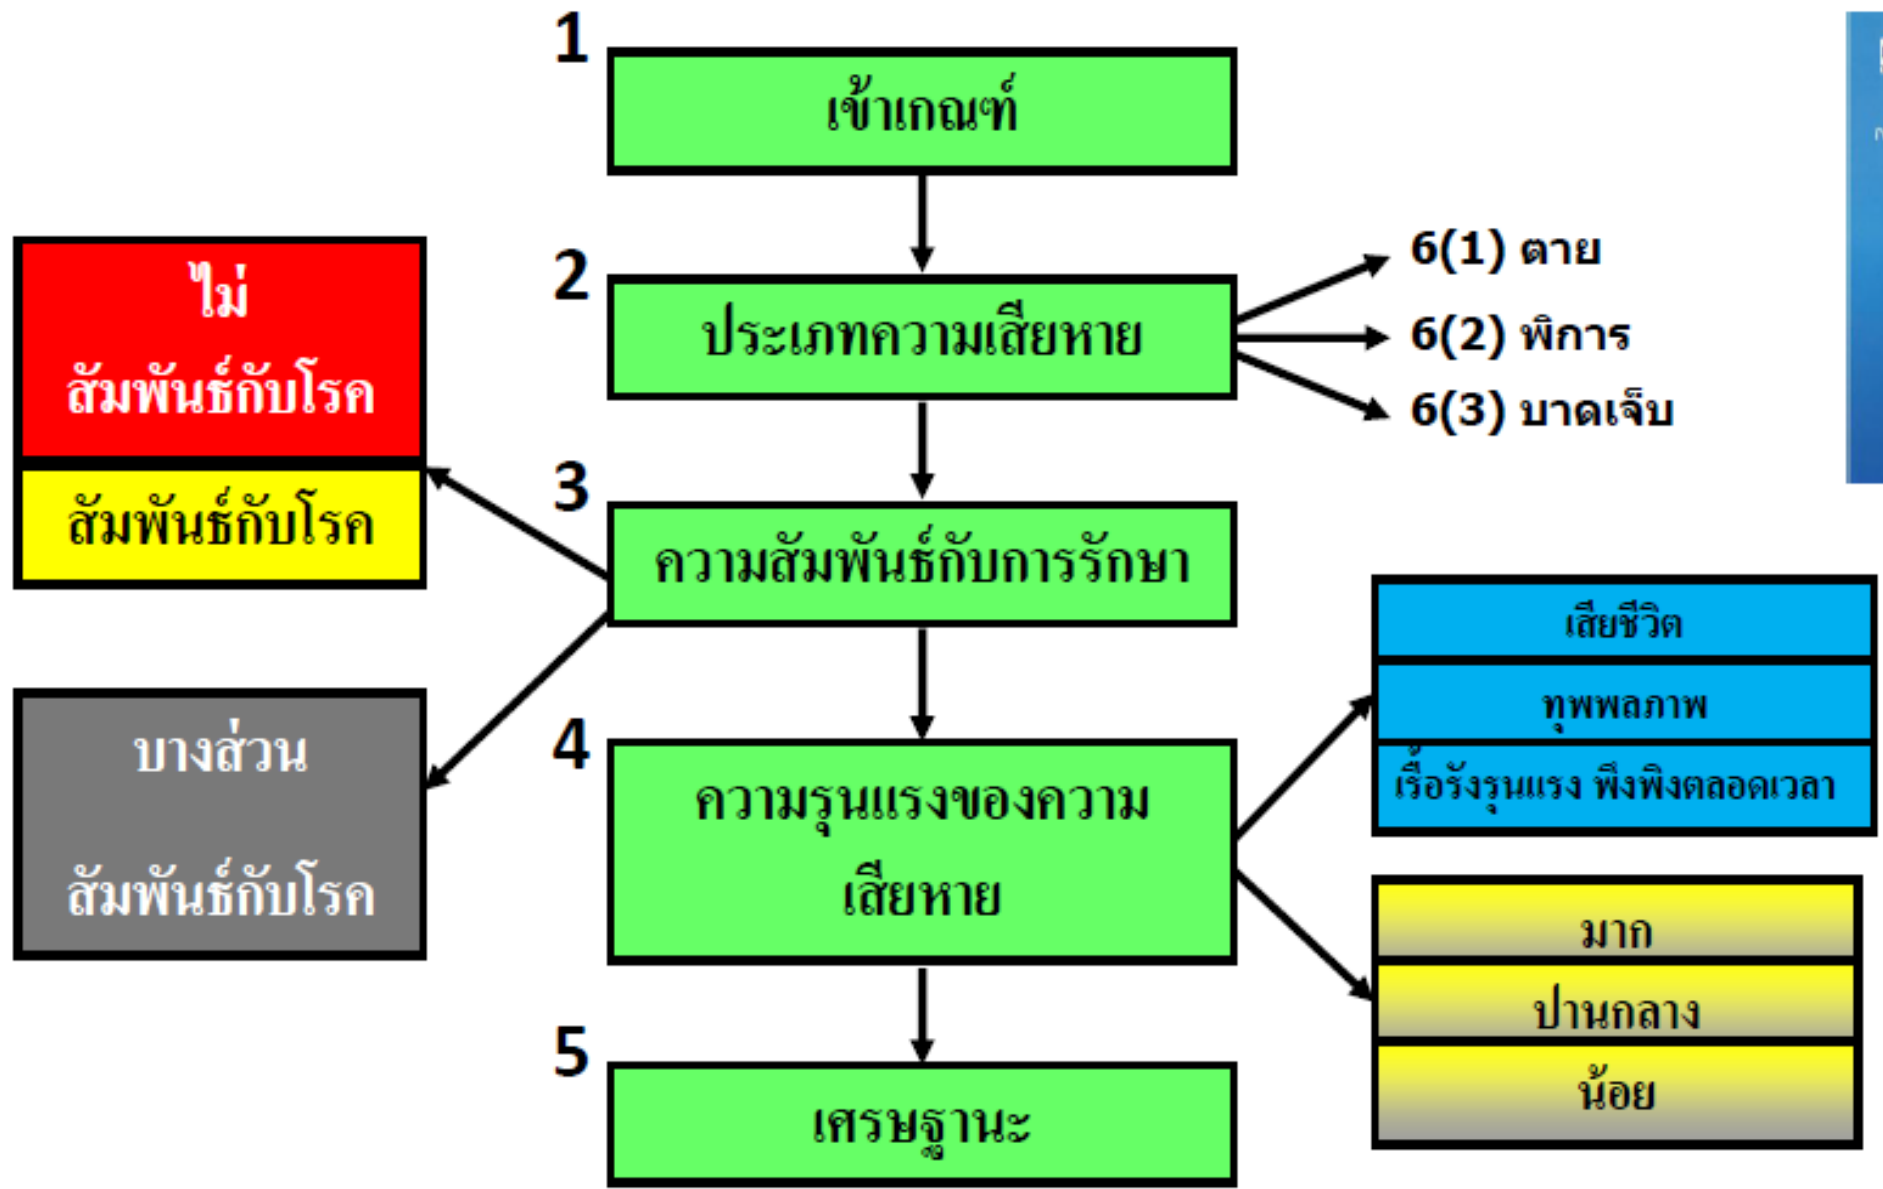 1
เข้าเกณฑ์
2
ประเภทความเสียหาย
6(1) ตาย
6(2) พิการ
6(3) บาดเจ็บ
ไม่
สัมพันธ์กับโรค
สัมพันธ์กับโรค
3
ความสัมพันธ์กับการรักษา
บางส่วน
สัมพันธ์กับโรค
4
ความรุนแรงของความ
เสียหาย
เสียชีวิต
ทุพพลภาพ
เรื้อรังรุนแรง พึงพิงตลอดเวลา
มาก
ปานกลาง
น้อย
5
เศรษฐานะ